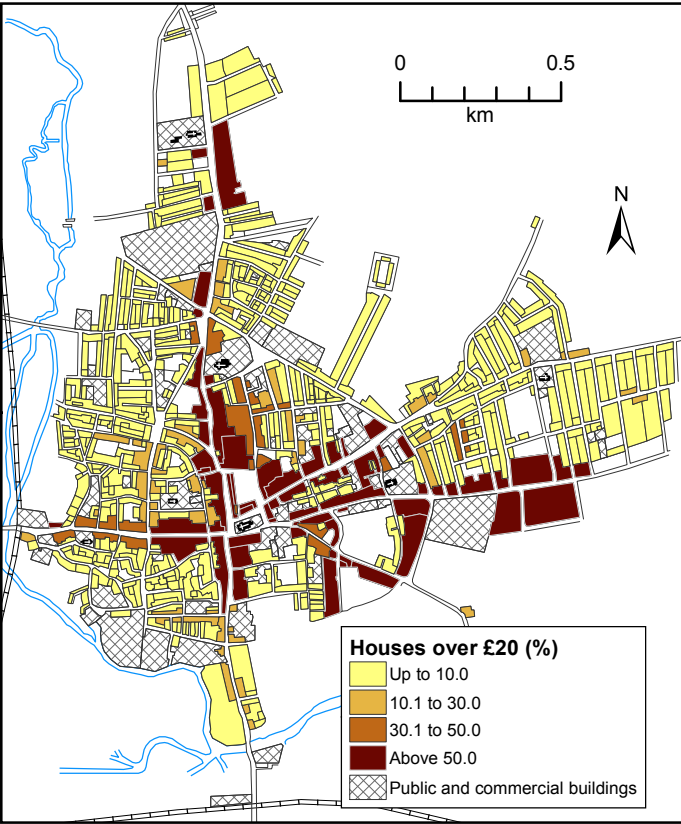 0 0.5
km
N
Houses over £20 (%)
Up to 10.0
10.1 to 30.0
30.1 to 50.0
Above 50.0
Public and commercial buildings